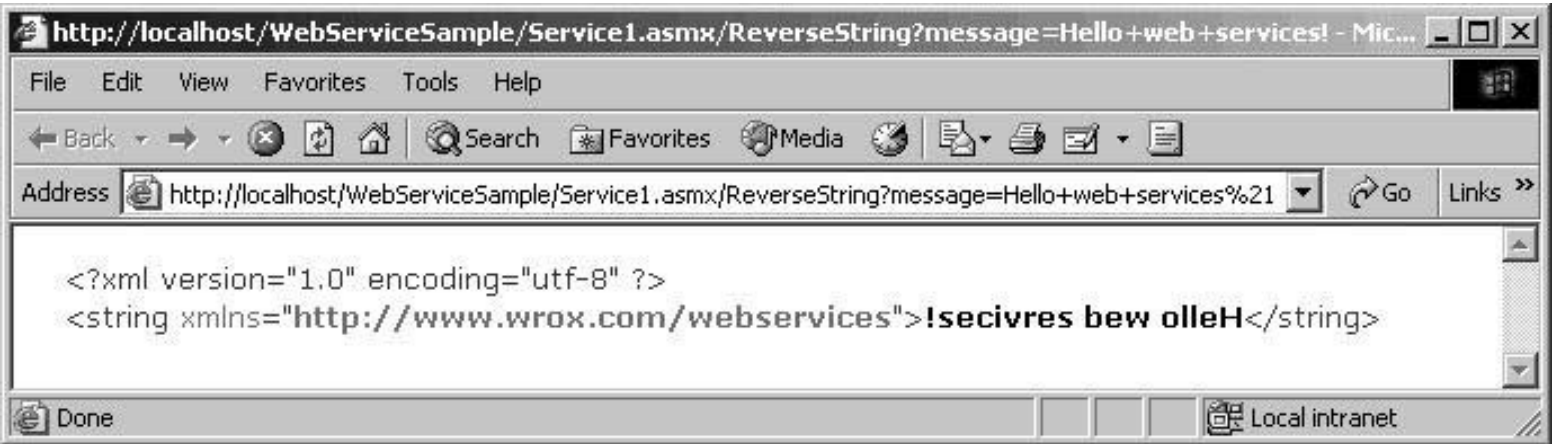 http://localhost/WebServiceSample/Service1.asmx/ReverseString?message=Hello+web+services! - Mic...
File Edit View Favorites Tools Help
Back Search Favorites Media
Address http://localhost/WebServiceSample/Service1.asmx/ReverseString?message=Hello+web+services%21 Go Links »
<?xml version="1.0" encoding="utf-8" ?>
<string xmlns="http://www.wrox.com/webservices">!secivres bew olleH</string>
Done Local intranet